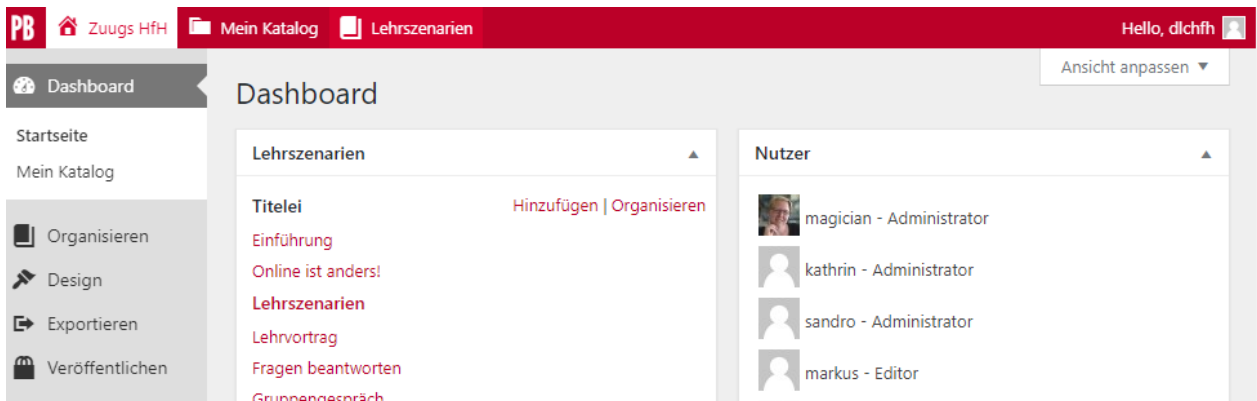 PB Zuugs HfH Mein Katalog Lehrszenarien Hello, dlchfh
Dashboard
Ansicht anpassen ▼
Dashboard
Startseite
Mein Katalog
Organisieren
Design
Exportieren
Veröffentlichen
Lehrszenarien
Titelei Hinzufügen | Organisieren
Einführung
Online ist anders!
Lehrszenarien
Lehrvortrag
Fragen beantworten
Gruppengespräch
Nutzer
magician - Administrator
kathrin - Administrator
sandro - Administrator
markus - Editor